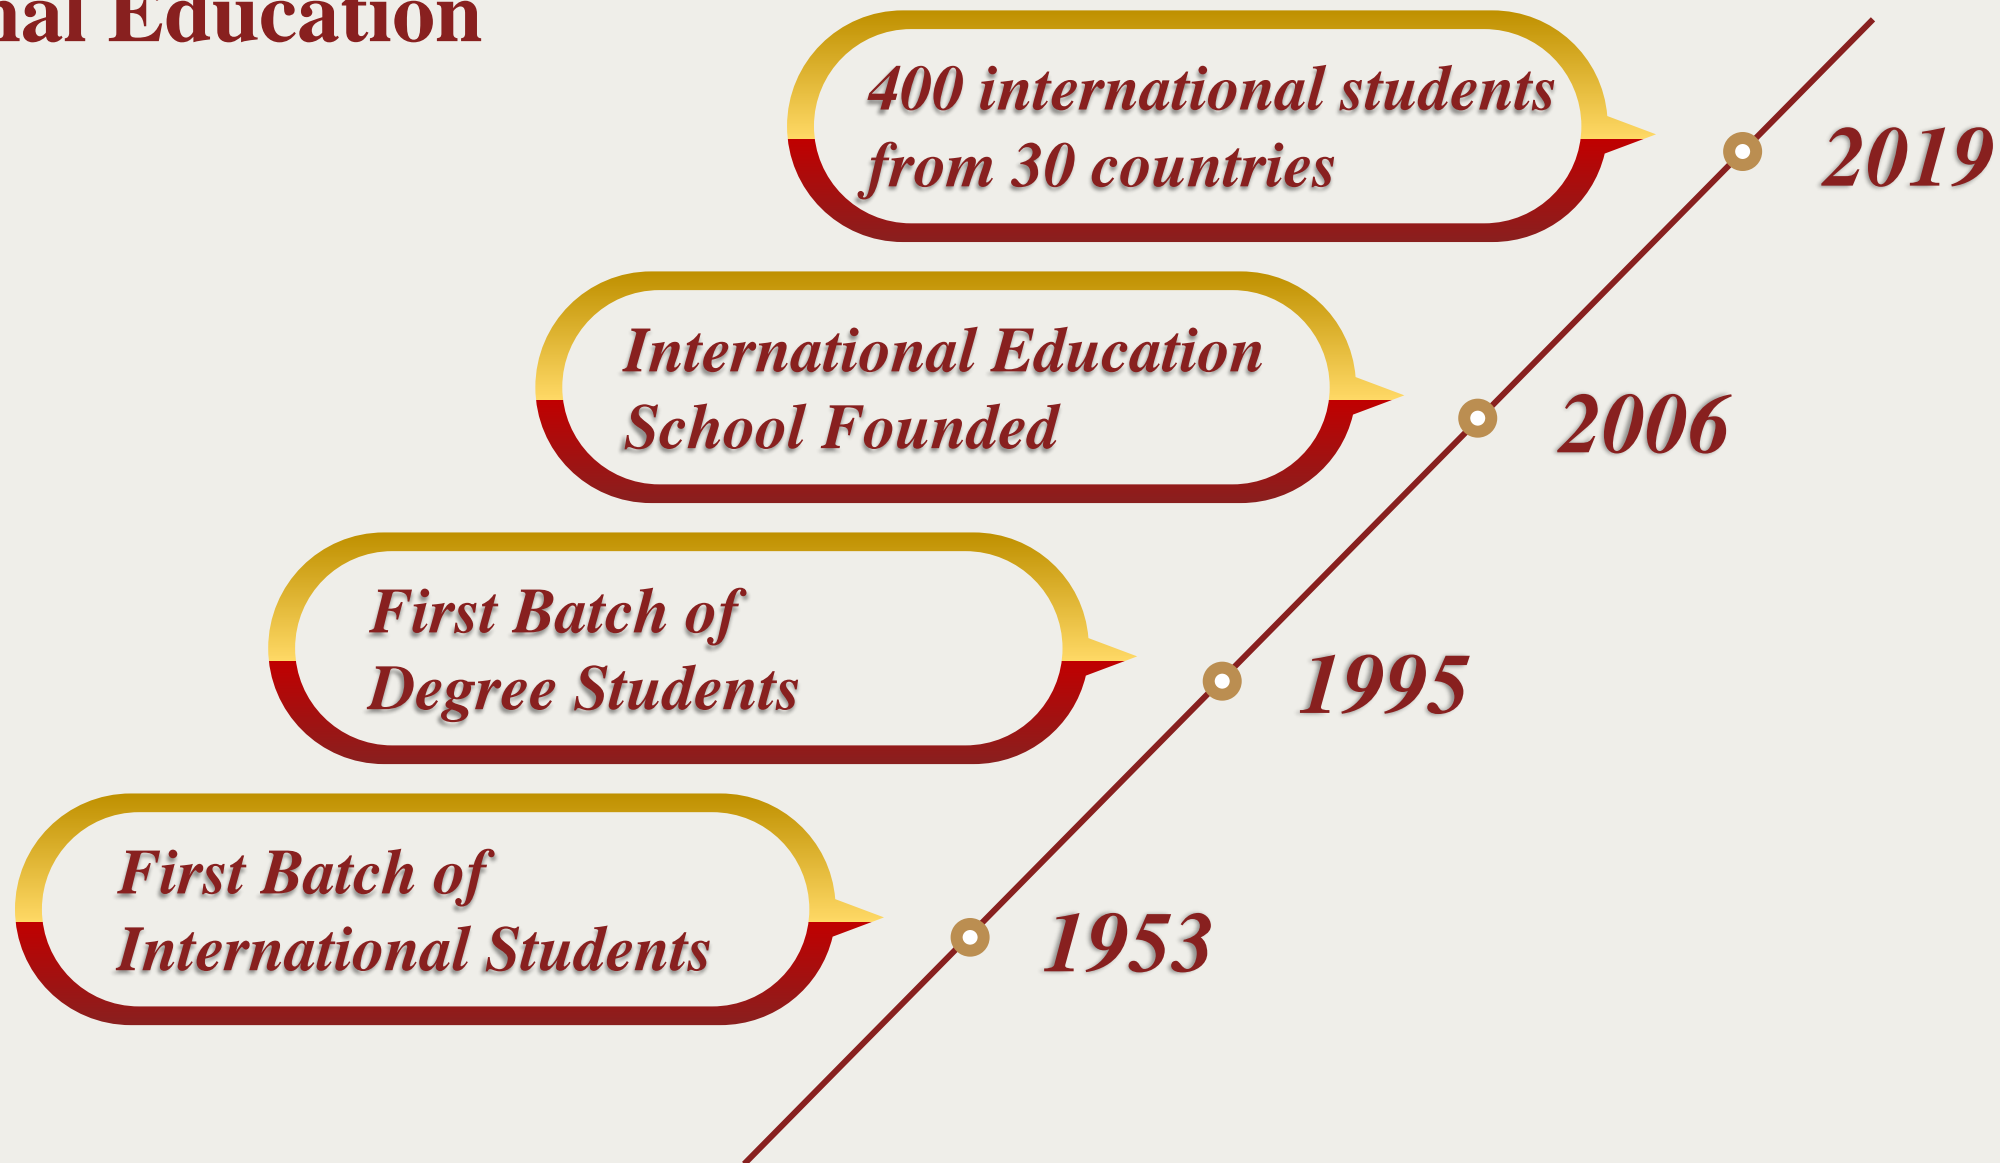 nal Education
400 international students
from 30 countries
2019
International Education
School Founded
2006
First Batch of
Degree Students
1995
First Batch of
International Students
1953